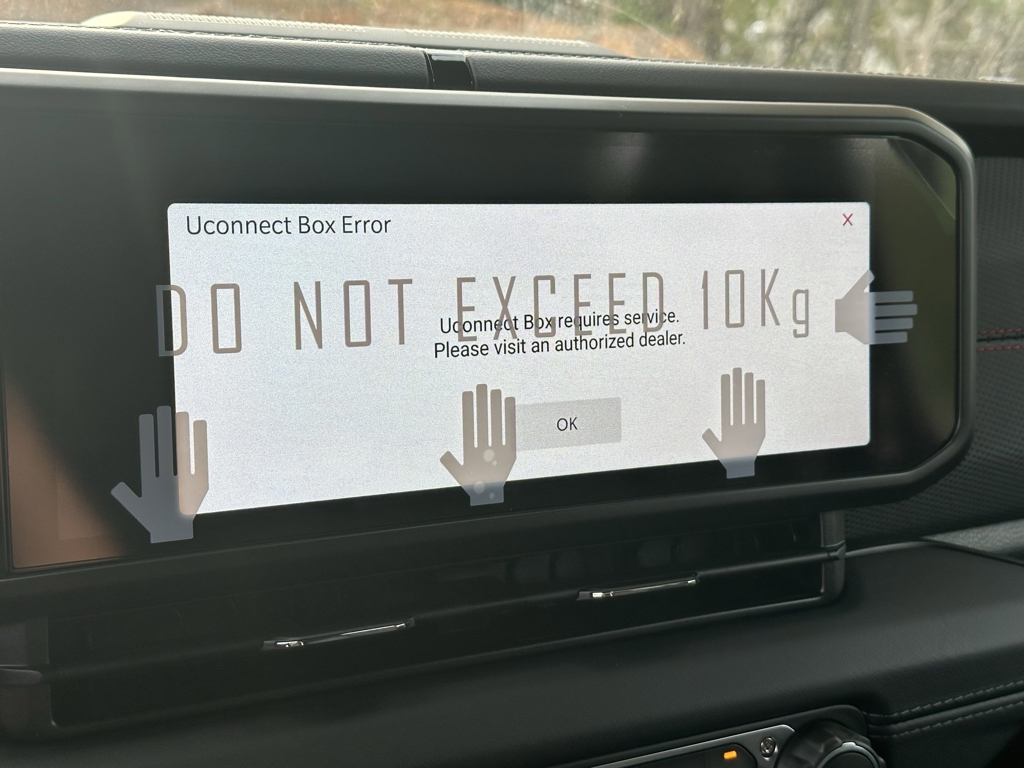 Uconnect Box Error X
DO NOT EXCEED 10Kg
Uconnect Box requires service.
Please visit an authorized dealer.
OK